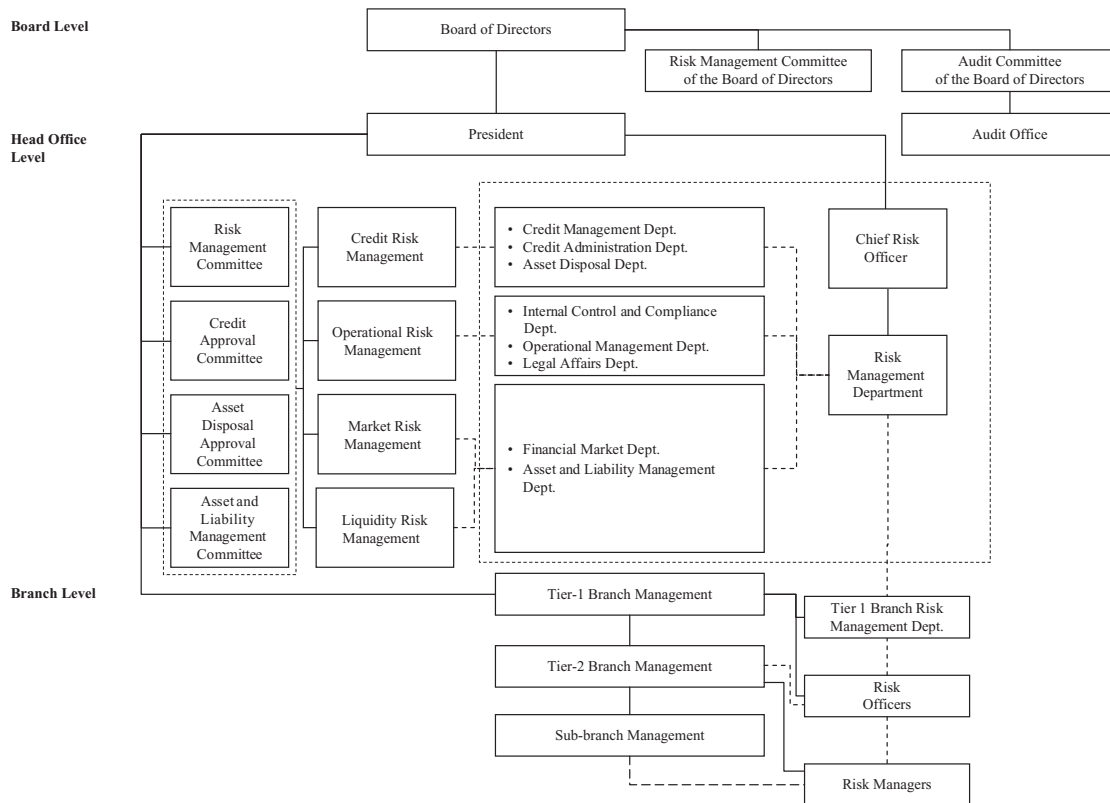 Board Level
Board of Directors
Risk Management Committee
of the Board of Directors
Audit Committee
of the Board of Directors
Head Office
Level
President
Audit Office
Risk
Management
Committee
Credit Risk
Management
• Credit Management Dept.
• Credit Administration Dept.
• Asset Disposal Dept.
Chief Risk
Officer
Credit
Approval
Committee
Operational Risk
Management
• Internal Control and Compliance
Dept.
• Operational Management Dept.
• Legal Affairs Dept.
Risk
Management
Department
Asset
Disposal
Approval
Committee
Market Risk
Management
• Financial Market Dept.
• Asset and Liability Management
Dept.
Asset and
Liability
Management
Committee
Liquidity Risk
Management
Branch Level
Tier-1 Branch Management
Tier 1 Branch Risk
Management Dept.
Tier-2 Branch Management
Risk
Officers
Sub-branch Management
Risk Managers